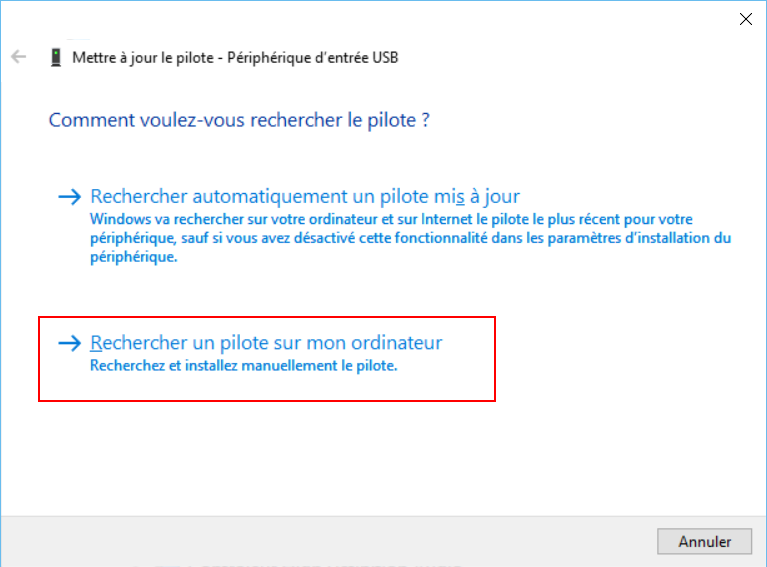 Mettre à jour le pilote - Périphérique d'entrée USB
Comment voulez-vous rechercher le pilote ?
Rechercher automatiquement un pilote mis à jour
Windows va rechercher sur votre ordinateur et sur Internet le pilote le plus récent pour votre
périphérique, sauf si vous avez désactivé cette fonctionnalité dans les paramètres d'installation du
périphérique.
Rechercher un pilote sur mon ordinateur
Recherchez et installez manuellement le pilote.
Annuler